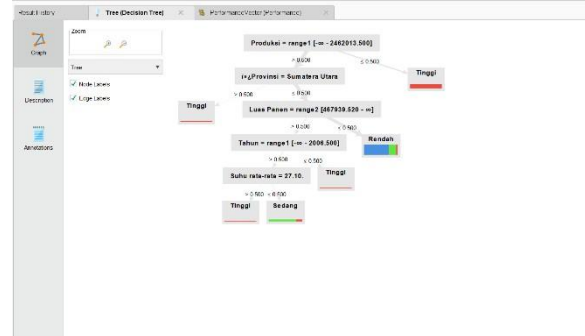 Result History
Tree (Decision Tree)
PerformanceVector (Performance)
Zoom
Graph
Tree
Node Labels
Edge Labels
Description
Annotations
Produksi = range1 [-∞ - 2462013.500]
> 0.500
≤ 0.500
ï»¿Provinsi = Sumatera Utara
Tinggi
> 0.500
≤ 0.500
Tinggi
Luas Panen = range2 [467939.520 - ∞]
> 0.500
≤ 0.500
Tahun = range1 [-∞ - 2006.500]
Rendah
> 0.500
≤ 0.500
Suhu rata-rata = 27.10.
Tinggi
> 0.500
≤ 0.500
Tinggi
Sedang